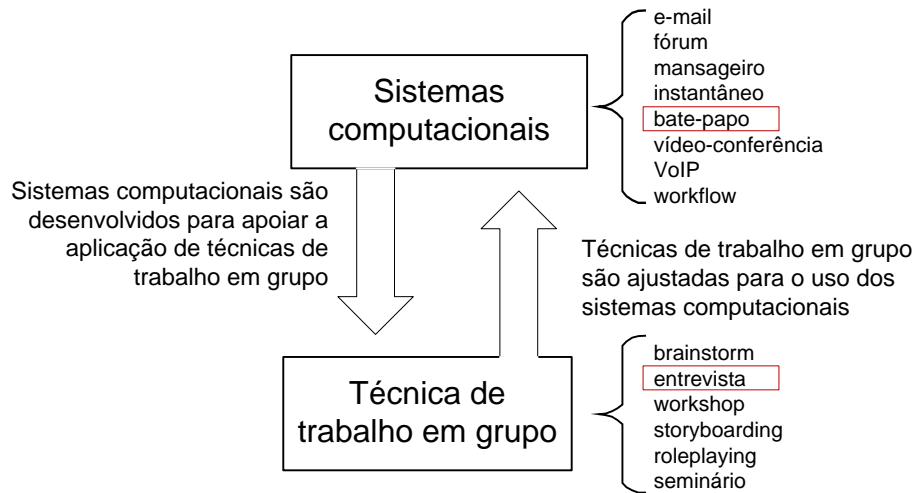 Sistemas
computacionais
e-mail
fórum
mansageiro
instantâneo
bate-papo
vídeo-conferência
VoIP
workflow
Sistemas computacionais são
desenvolvidos para apoiar a
aplicação de técnicas de
trabalho em grupo
Técnicas de trabalho em grupo
são ajustadas para o uso dos
sistemas computacionais
Técnica de
trabalho em grupo
brainstorm
entrevista
workshop
storyboarding
roleplaying
seminário